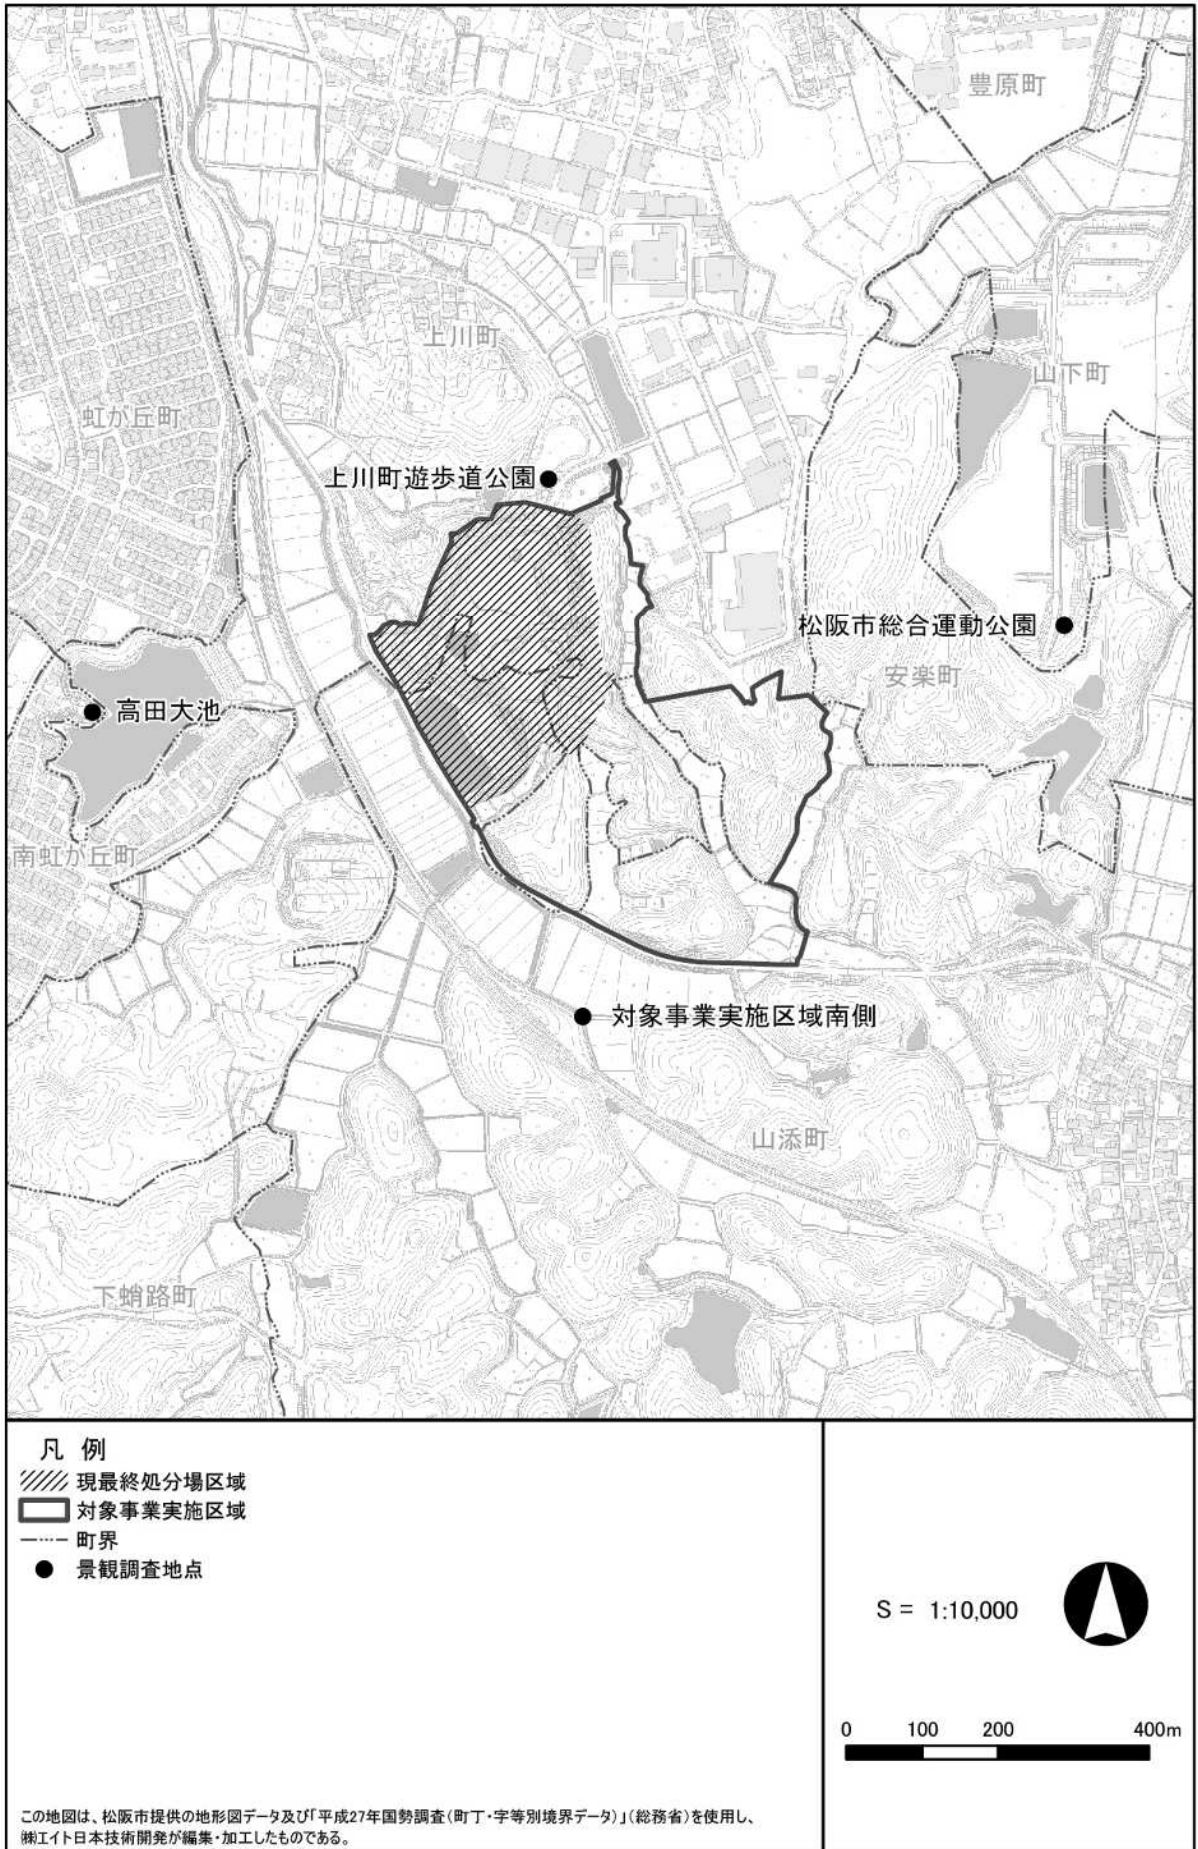 豊原町
上川町
山下町
虹が丘町
上川町遊歩道公園
松阪市総合運動公園
安楽町
高田大池
南虹が丘町
対象事業実施区域南側
山添町
下蛸路町
凡 例
現最終処分場区域
対象事業実施区域
町界
景観調査地点
S = 1:10,000
0 100 200 400m
この地図は、松阪市提供の地形図データ及び「平成27年国勢調査(町丁・字等別境界データ)」(総務省)を使用し、
㈱エイト日本技術開発が編集・加工したものである。